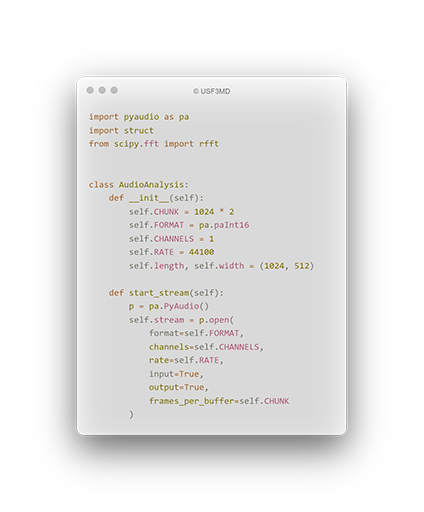 © USF3MD
import pyaudio as pa
import struct
from scipy.fft import rfft
class AudioAnalysis:
    def __init__(self):
        self.CHUNK = 1024 * 2
        self.FORMAT = pa.paInt16
        self.CHANNELS = 1
        self.RATE = 44100
        self.length, self.width = (1024, 512)
    def start_stream(self):
        p = pa.PyAudio()
        self.stream = p.open(
            format=self.FORMAT,
            channels=self.CHANNELS,
            rate=self.RATE,
            input=True,
            output=True,
            frames_per_buffer=self.CHUNK
        )